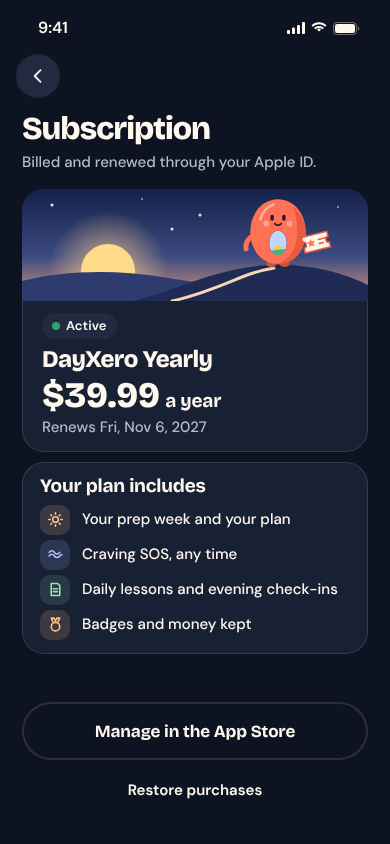 9:41
Subscription
Billed and renewed through your Apple ID.
Active
DayXero Yearly
$39.99 a year
Renews Fri, Nov 6, 2027
Your plan includes
Your prep week and your plan
Craving SOS, any time
Daily lessons and evening check-ins
Badges and money kept
Manage in the App Store
Restore purchases